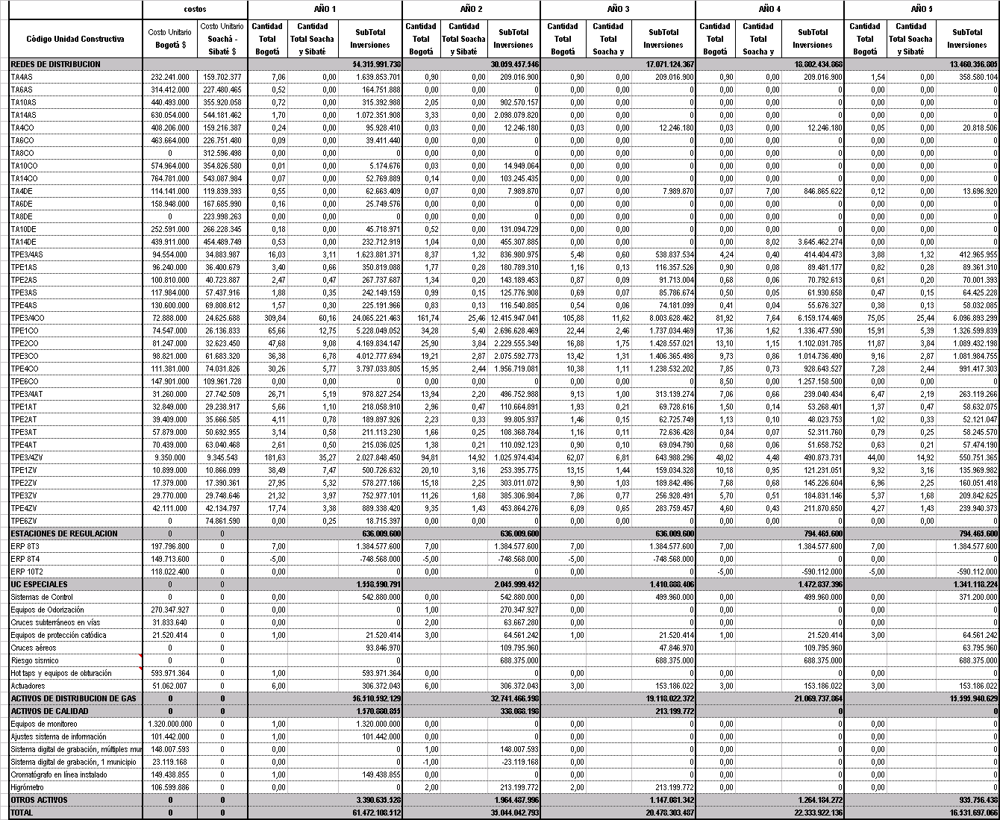 costos AÑO 1 AÑO 2 AÑO 3 AÑO 4 AÑO 5
Código Unidad Constructiva Costo Unitario Bogotá $ Costo Unitario Soachá - Sibaté $ Cantidad Total Bogotá Cantidad Total Soacha y Sibaté SubTotal Inversiones Cantidad Total Bogotá Cantidad Total Soacha y Sibaté SubTotal Inversiones Cantidad Total Bogotá Cantidad Total Soacha y SubTotal Inversiones Cantidad Total Bogotá Cantidad Total Soacha y SubTotal Inversiones Cantidad Total Bogotá Cantidad Total Soacha y Sibaté SubTotal Inversiones
REDES DE DISTRIBUCION 54.315.991.738 30.059.457.546 17.071.124.367 18.802.434.868 13.460.356.805
TA4AS 232.241.000 159.702.377 7,06 0,00 1.639.853.701 0,90 0,00 209.016.900 0,90 0,00 209.016.900 0,90 0,00 209.016.900 1,54 0,00 358.580.104
TA6AS 314.412.000 227.480.465 0,52 0,00 164.751.888 0,00 0,00 0 0,00 0,00 0 0,00 0,00 0 0,00 0,00 0
TA10AS 440.493.000 355.920.058 0,72 0,00 315.392.988 2,05 0,00 902.570.157 0,00 0,00 0 0,00 0,00 0 0,00 0,00 0
TA14AS 630.054.000 544.181.462 1,70 0,00 1.072.351.908 3,33 0,00 2.098.079.820 0,00 0,00 0 0,00 0,00 0 0,00 0,00 0
TA4CO 408.206.000 159.216.387 0,24 0,00 95.928.410 0,03 0,00 12.246.180 0,03 0,00 12.246.180 0,03 0,00 12.246.180 0,05 0,00 20.818.506
TA6CO 463.664.000 226.751.480 0,09 0,00 39.411.440 0,00 0,00 0 0,00 0,00 0 0,00 0,00 0 0,00 0,00 0
TA8CO 0 312.596.498 0,00 0,00 0 0,00 0,00 0 0,00 0,00 0 0,00 0,00 0 0,00 0,00 0
TA10CO 574.964.000 354.826.580 0,01 0,00 5.174.676 0,03 0,00 14.949.064 0,00 0,00 0 0,00 0,00 0 0,00 0,00 0
TA14CO 764.781.000 543.087.984 0,07 0,00 52.769.889 0,14 0,00 103.245.435 0,00 0,00 0 0,00 0,00 0 0,00 0,00 0
TA4DE 114.141.000 119.839.393 0,55 0,00 62.663.409 0,07 0,00 7.989.870 0,07 0,00 7.989.870 0,07 7,00 846.865.622 0,12 0,00 13.696.920
TA6DE 158.948.000 167.685.990 0,16 0,00 25.749.576 0,00 0,00 0 0,00 0,00 0 0,00 0,00 0 0,00 0,00 0
TA8DE 0 223.998.263 0,00 0,00 0 0,00 0,00 0 0,00 0,00 0 0,00 0,00 0 0,00 0,00 0
TA10DE 252.591.000 266.228.345 0,18 0,00 45.718.971 0,52 0,00 131.094.729 0,00 0,00 0 0,00 0,00 0 0,00 0,00 0
TA14DE 439.911.000 454.489.749 0,53 0,00 232.712.919 1,04 0,00 455.307.885 0,00 0,00 0 0,00 8,02 3.645.462.274 0,00 0,00 0
TPE3/4AS 94.554.000 34.883.987 16,03 3,11 1.623.881.371 8,37 1,32 836.980.975 5,48 0,60 538.837.534 4,24 0,40 414.404.473 3,88 1,32 412.965.955
TPE1AS 96.240.000 36.400.679 3,40 0,66 350.819.088 1,77 0,28 180.789.310 1,16 0,13 116.357.526 0,90 0,08 89.481.177 0,82 0,28 89.361.310
TPE2AS 100.810.000 40.723.887 2,47 0,47 267.737.687 1,34 0,20 143.189.453 0,87 0,09 91.713.004 0,68 0,06 70.792.613 0,61 0,20 70.001.393
TPE3AS 117.984.000 57.437.916 1,88 0,35 242.149.159 0,99 0,15 125.776.908 0,69 0,07 85.786.674 0,50 0,05 61.930.658 0,47 0,15 64.425.228
TPE4AS 130.600.000 69.808.612 1,57 0,30 225.191.966 0,83 0,13 116.540.885 0,54 0,06 74.181.099 0,41 0,04 55.676.327 0,38 0,13 58.032.085
TPE3/4CO 72.888.000 24.625.688 309,84 60,16 24.065.221.463 161,74 25,46 12.415.947.041 105,88 11,62 8.003.628.462 81,92 7,64 6.159.174.469 75,05 25,44 6.096.893.299
TPE1CO 74.547.000 26.136.833 65,66 12,75 5.228.049.052 34,28 5,40 2.696.628.469 22,44 2,46 1.737.034.469 17,36 1,62 1.336.477.590 15,91 5,39 1.326.599.839
TPE2CO 81.247.000 32.623.450 47,68 9,08 4.169.834.147 25,90 3,84 2.229.555.349 16,88 1,75 1.428.557.021 13,10 1,15 1.102.031.785 11,87 3,84 1.089.432.198
TPE3CO 98.821.000 61.683.320 36,38 6,78 4.012.777.694 19,21 2,87 2.075.592.773 13,42 1,31 1.406.365.498 9,73 0,86 1.014.736.490 9,16 2,87 1.081.984.755
TPE4CO 111.381.000 74.031.826 30,26 5,77 3.797.033.805 15,95 2,44 1.956.719.081 10,38 1,11 1.238.532.202 7,85 0,73 928.643.527 7,28 2,44 991.417.303
TPE6CO 147.901.000 109.961.728 0,00 0,00 0 0,00 0,00 0 0,00 0,00 0 8,50 0,00 1.257.158.500 0,00 0,00 0
TPE3/4AT 31.260.000 27.742.509 26,71 5,19 978.827.254 13,94 2,20 496.752.988 9,13 1,00 313.139.274 7,06 0,66 239.040.434 6,47 2,19 263.119.266
TPE1AT 32.849.000 29.238.917 5,66 1,10 218.058.910 2,96 0,47 110.664.891 1,93 0,21 69.728.616 1,50 0,14 53.268.401 1,37 0,47 58.632.075
TPE2AT 39.409.000 35.666.585 4,11 0,78 189.829.926 2,23 0,33 99.805.937 1,46 0,15 62.725.749 1,13 0,10 48.023.753 1,02 0,33 52.121.047
TPE3AT 57.879.000 50.692.955 3,14 0,58 211.113.230 1,66 0,25 108.368.784 1,16 0,11 72.636.428 0,84 0,07 52.311.760 0,79 0,25 58.245.570
TPE4AT 70.439.000 63.040.468 2,61 0,50 215.036.025 1,38 0,21 110.092.123 0,90 0,10 69.094.790 0,68 0,06 51.658.752 0,63 0,21 57.474.190
TPE3/4ZV 9.350.000 9.345.543 181,63 35,27 2.027.848.450 94,81 14,92 1.025.974.434 62,07 6,81 643.988.296 48,02 4,48 490.873.731 44,00 14,92 550.751.365
TPE1ZV 10.899.000 10.866.099 38,49 7,47 500.726.632 20,10 3,16 253.395.775 13,15 1,44 159.034.328 10,18 0,95 121.231.051 9,32 3,16 135.969.982
TPE2ZV 17.379.000 17.390.361 27,95 5,32 578.277.186 15,18 2,25 303.011.072 9,90 1,03 189.842.496 7,68 0,68 145.226.604 6,96 2,25 160.051.418
TPE3ZV 29.770.000 29.748.646 21,32 3,97 752.977.101 11,26 1,68 385.306.984 7,86 0,77 256.928.491 5,70 0,51 184.831.146 5,37 1,68 209.842.625
TPE4ZV 42.111.000 42.134.797 17,74 3,38 889.338.420 9,35 1,43 453.864.276 6,09 0,65 283.759.457 4,60 0,43 211.870.650 4,27 1,43 239.940.373
TPE6ZV 0 74.861.590 0,00 0,25 18.715.397 0,00 0,00 0 0,00 0,00 0 0,00 0,00 0 0,00 0,00 0
ESTACIONES DE REGULACION 0 0 636.009.600 636.009.600 636.009.600 794.465.600 794.465.600
ERP 8T3 197.796.800 0 7,00 1.384.577.600 7,00 1.384.577.600 7,00 1.384.577.600 7,00 1.384.577.600 7,00 1.384.577.600
ERP 8T4 149.713.600 0 -5,00 -748.568.000 -5,00 -748.568.000 -5,00 -748.568.000 0,00 0 0,00 0
ERP 10T2 118.022.400 0 0,00 0 0,00 0 0,00 0 -5,00 -590.112.000 -5,00 -590.112.000
UC ESPECIALES 0 0 1.558.590.791 2.045.999.452 1.410.888.406 1.472.837.396 1.341.118.224
Sistemas de Control 0 0 0,00 542.880.000 0,00 542.880.000 0,00 499.960.000 0,00 499.960.000 0,00 371.200.000
Equipos de Odorización 270.347.927 0 0,00 0 1,00 270.347.927 0,00 0 0,00 0 0,00 0
Cruces subterráneos en vías 31.833.640 0 0,00 0 2,00 63.667.280 0,00 0 0,00 0 0,00 0
Equipos de protección catódica 21.520.414 0 1,00 21.520.414 3,00 64.561.242 1,00 21.520.414 1,00 21.520.414 3,00 64.561.242
Cruces aéreos 0 0 93.846.970 109.795.960 47.846.970 109.795.960 63.795.960
Riesgo sísmico 0 0 0 688.375.000 688.375.000 688.375.000 688.375.000
Hot taps y equipos de obturación 593.971.364 0 1,00 593.971.364 0,00 0 0,00 0 0,00 0 0,00 0
Actuadores 51.062.007 0 6,00 306.372.043 6,00 306.372.043 3,00 153.186.022 3,00 153.186.022 3,00 153.186.022
ACTIVOS DE DISTRIBUCION DE GAS 0 0 56.510.592.129 32.741.466.598 19.118.022.372 21.069.737.864 15.595.940.629
ACTIVOS DE CALIDAD 0 0 1.570.880.855 338.088.198 213.199.772 0 0
Equipos de monitoreo 1.320.000.000 0 1,00 1.320.000.000 0,00 0 0,00 0 0,00 0 0,00 0
Ajustes sistema de información 101.442.000 0 1,00 101.442.000 0,00 0 0,00 0 0,00 0 0,00 0
Sistema digital de grabación, múltiples mur 148.007.593 0 0,00 0 1,00 148.007.593 0,00 0 0,00 0 0,00 0
Sistema digital de grabación, 1 municipio 23.119.168 0 0,00 0 -1,00 -23.119.168 0,00 0 0,00 0 0,00 0
Cromatógrafo en línea instalado 149.438.855 0 1,00 149.438.855 0,00 0 0,00 0 0,00 0 0,00 0
Higrómetro 106.599.886 0 0,00 0 2,00 213.199.772 2,00 213.199.772 0,00 0 0,00 0
OTROS ACTIVOS 0 0 3.390.635.528 1.964.487.996 1.147.081.342 1.264.184.272 935.756.438
TOTAL 0 0 61.472.108.512 35.044.042.793 20.478.303.487 22.333.922.136 16.531.697.066